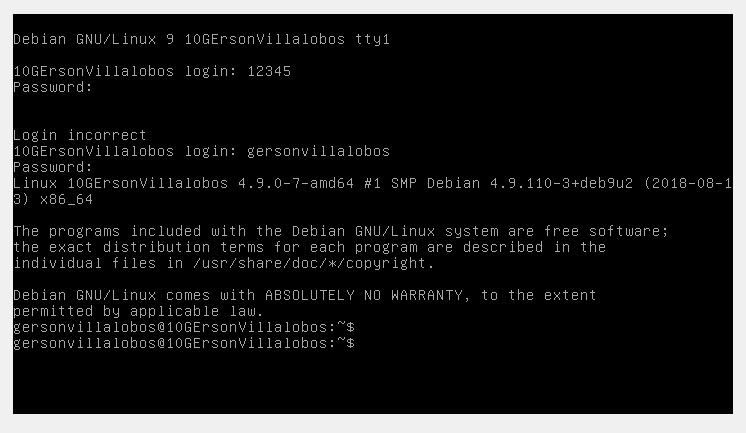 Debian GNU/Linux 9 10GErsonVillalobos tty1
10GErsonVillalobos login: 12345
Password:
Login incorrect
10GErsonVillalobos login: gersonvillalobos
Password:
Linux 10GErsonVillalobos 4.9.0-7-amd64 #1 SMP Debian 4.9.110-3+deb9u2 (2018-08-1
3) x86_64
The programs included with the Debian GNU/Linux system are free software;
the exact distribution terms for each program are described in the
individual files in /usr/share/doc/*/copyright.
Debian GNU/Linux comes with ABSOLUTELY NO WARRANTY, to the extent
permitted by applicable law.
gersonvillalobos@10GErsonVillalobos:~$
gersonvillalobos@10GErsonVillalobos:~$